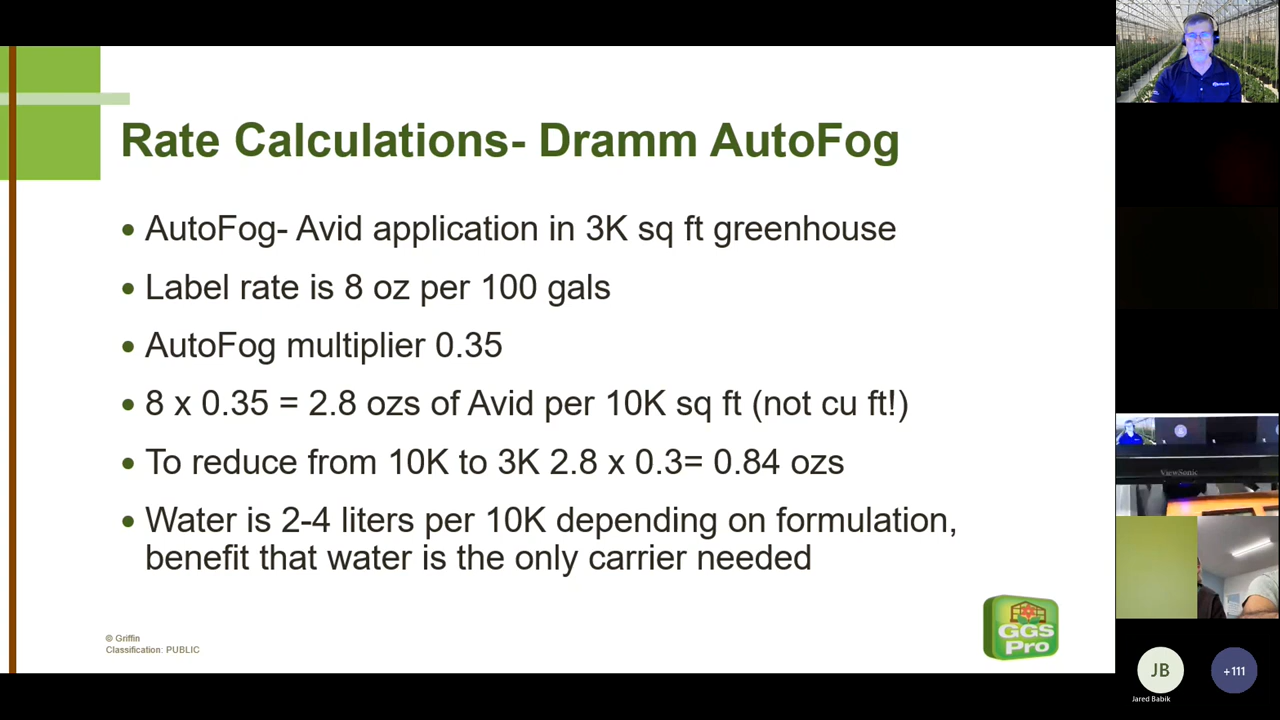 Rate Calculations- Dramm AutoFog
• AutoFog- Avid application in 3K sq ft greenhouse
• Label rate is 8 oz per 100 gals
• AutoFog multiplier 0.35
• 8 x 0.35 = 2.8 ozs of Avid per 10K sq ft (not cu ft!)
• To reduce from 10K to 3K 2.8 x 0.3= 0.84 ozs
• Water is 2-4 liters per 10K depending on formulation,
benefit that water is the only carrier needed
© Griffin
Classification: PUBLIC
GGS
Pro
ViewSonic
JB
+111
Jared Babik